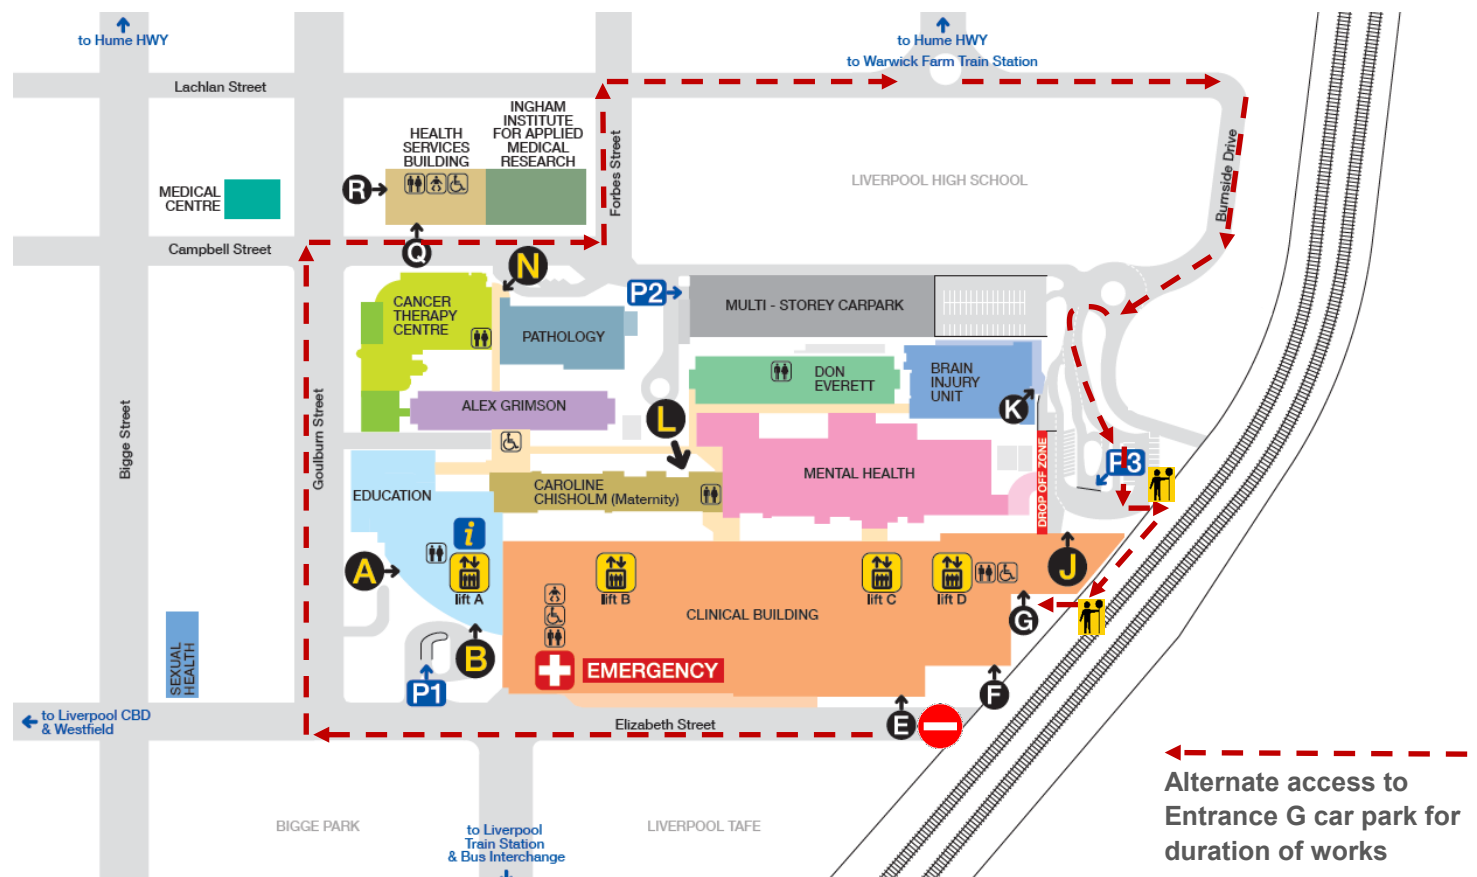 to Hume HWY
to Hume HWY
to Warwick Farm Train Station
Lachlan Street
INGHAM
INSTITUTE
FOR APPLIED
MEDICAL
RESEARCH
HEALTH
SERVICES
BUILDING
Forbes Street
Burnside Drive
LIVERPOOL HIGH SCHOOL
MEDICAL
CENTRE
R
Q
Campbell Street
N
P2
CANCER
THERAPY
CENTRE
PATHOLOGY
MULTI - STOREY CARPARK
DON
EVERETT
BRAIN
INJURY
UNIT
K
ALEX GRIMSON
L
Bigge Street
Goulburn Street
EDUCATION
CAROLINE
CHISHOLM (Maternity)
MENTAL HEALTH
DROP OFF ZONE
P3
i
A
lift A
lift B
lift C
lift D
J
G
CLINICAL BUILDING
SEXUAL
HEALTH
B
P1
EMERGENCY
F
E
to Liverpool CBD
& Westfield
Elizabeth Street
BIGGE PARK
to Liverpool
Train Station
& Bus Interchange
LIVERPOOL TAFE
Alternate access to
Entrance G car park for
duration of works